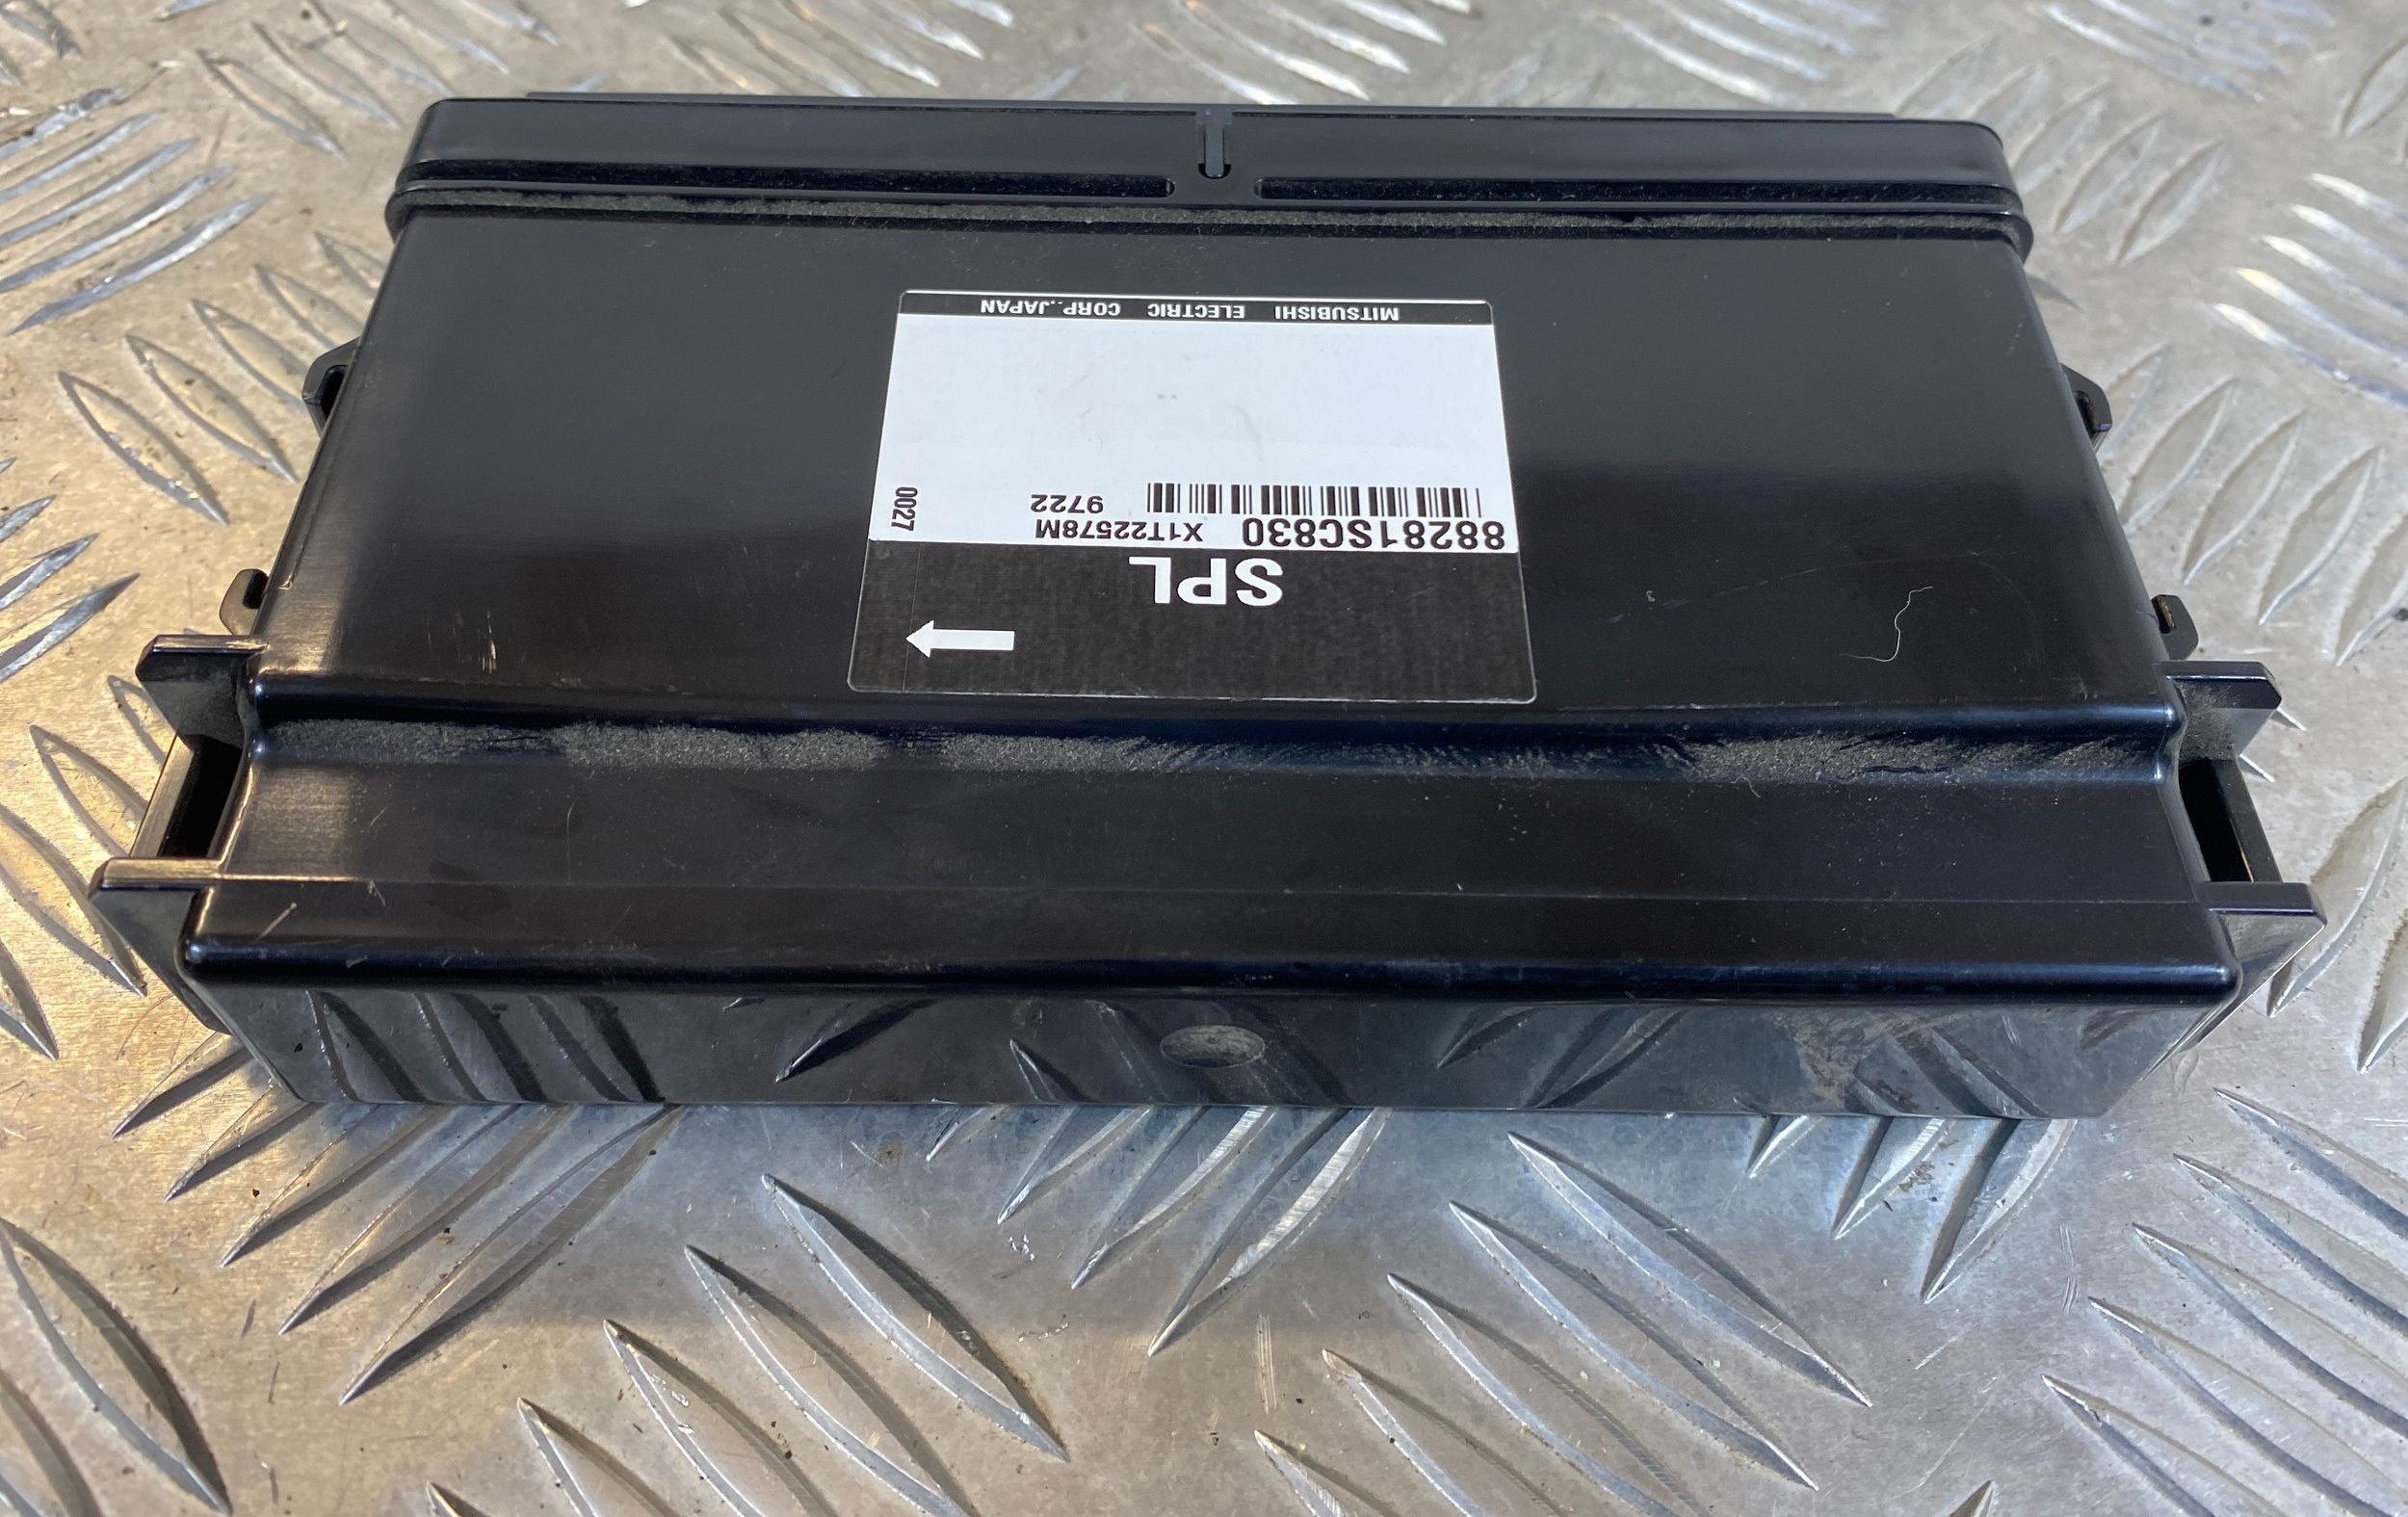 SPL
88281SC830 X1T22578M
9722
0027
MITSUBISHI ELECTRIC CORP.,JAPAN